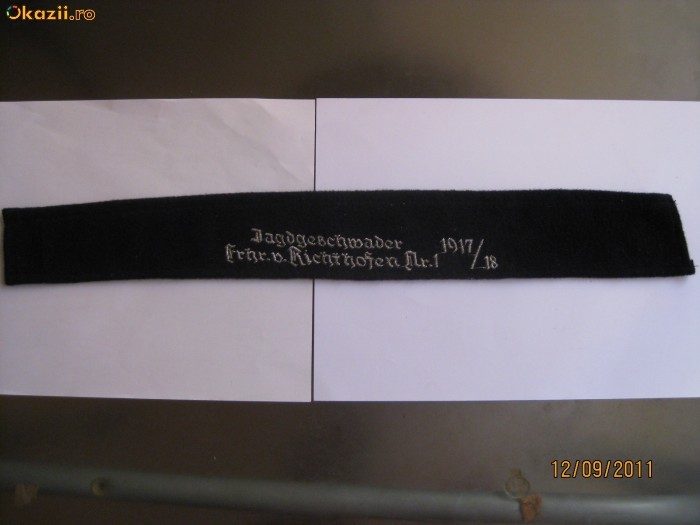 Okazii.ro
Jagdgeschwader
Frhr.v.Richthofen Nr.1 1917/18
12/09/2011